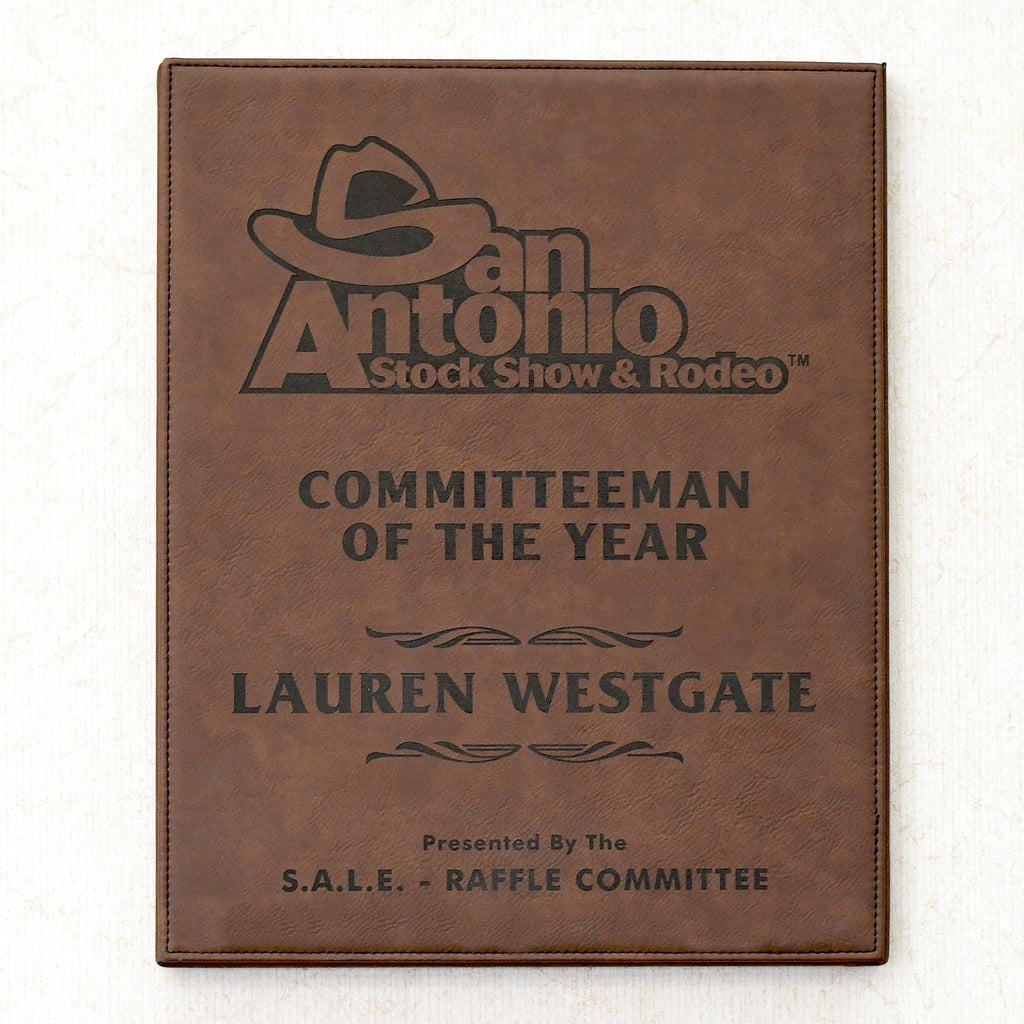 San
Antonio
Stock Show & Rodeo™
COMMITTEEMAN
OF THE YEAR
LAUREN WESTGATE
Presented By The
S.A.L.E. - RAFFLE COMMITTEE